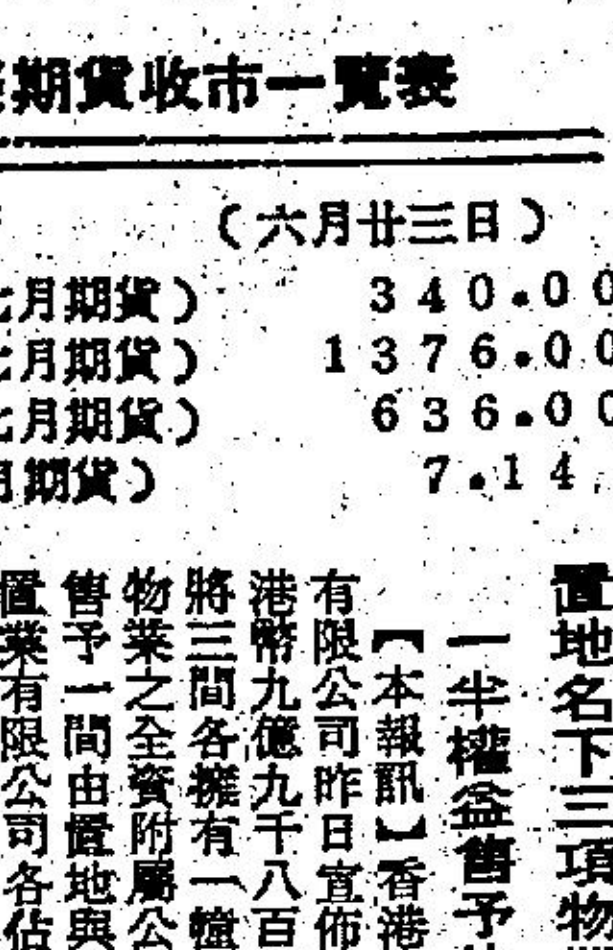 期貨收市一覽表
（六月廿三日）
月期貨） 340.00
月期貨） 1376.00
月期貨） 636.00
期貨） 7.14
置地名下三項物
一半權益售予
【本報訊】香港
有限公司昨日宣佈
港幣九億九千八百
將三間各擁有一幢
物業之全資附屬公
售予一間由置地與
置業有限公司各佔